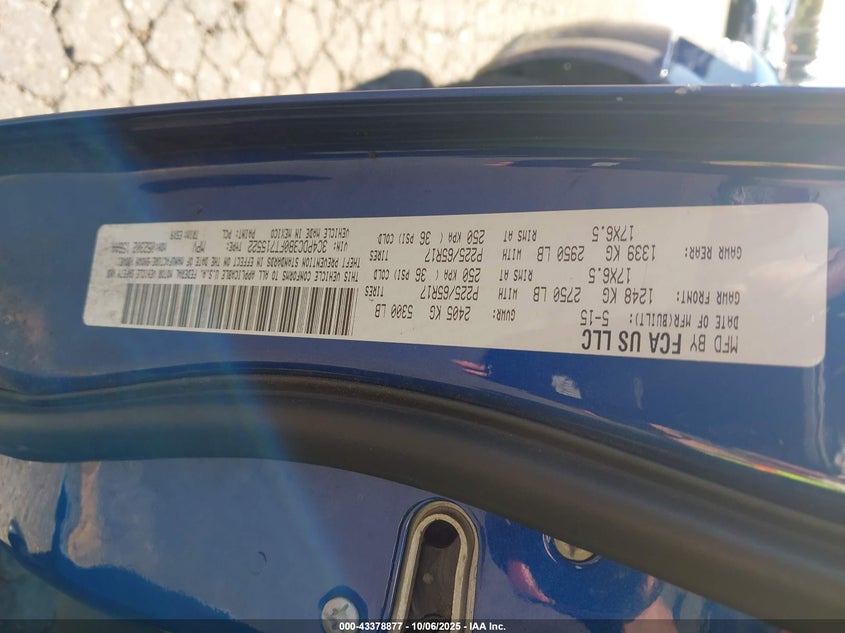 MFD BY FCA US LLC
DATE OF MFR(BUILT): 5-15
GVWR: 2405 KG 5300 LB
GAWR FRONT: 1248 KG 2750 LB WITH P225/65R17 TIRES
17X6.5 RIMS AT 250 KPA ( 36 PSI) COLD
GAWR REAR: 1339 KG 2950 LB WITH P225/65R17 TIRES
17X6.5 RIMS AT 250 KPA ( 36 PSI) COLD
THIS VEHICLE CONFORMS TO ALL APPLICABLE U.S.A. FEDERAL MOTOR VEHICLE SAFETY AND
THEFT PREVENTION STANDARDS IN EFFECT ON THE DATE OF MANUFACTURE SHOWN ABOVE:
VIN: 3C4PDCAB0FT715522 TYPE: MPV
VEHICLE MADE IN MEXICO PAINT: PCL
000-43378877 - 10/06/2025 - IAA Inc.